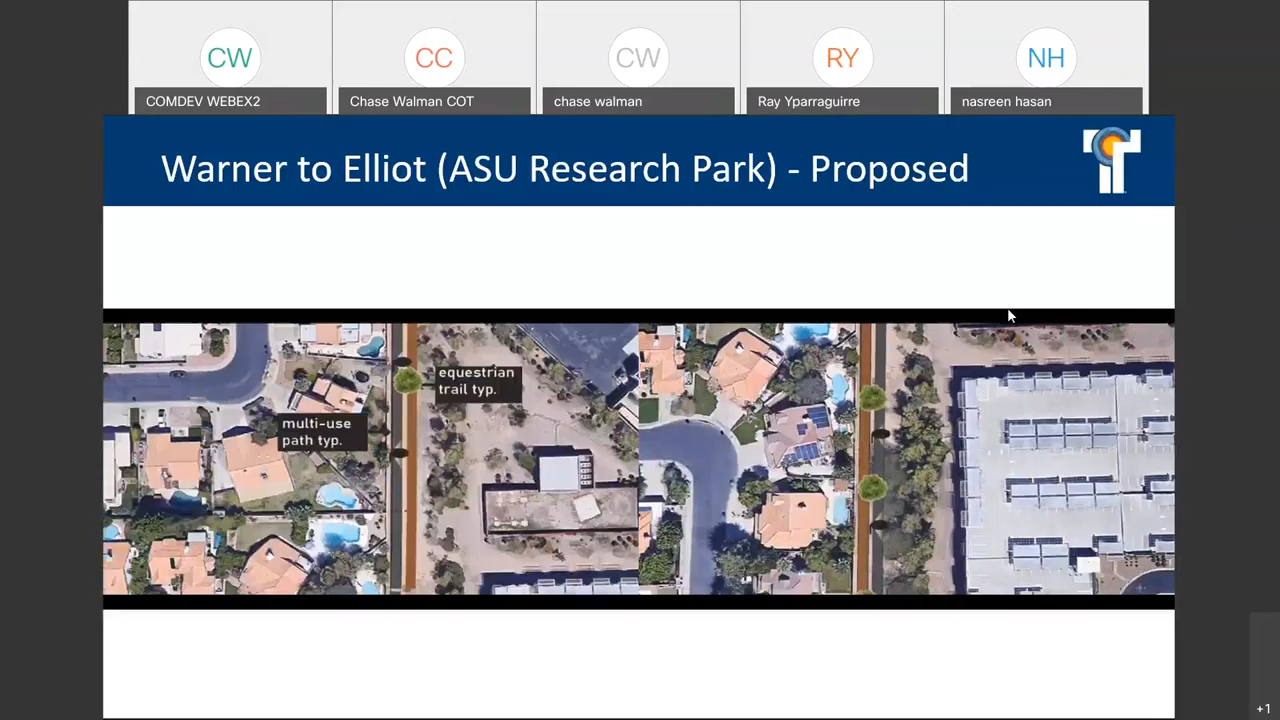 CW
CC
CW
RY
NH
COMDEV WEBEX2
Chase Walman COT
chase walman
Ray Yparraguirre
nasreen hasan
Warner to Elliot (ASU Research Park) - Proposed
equestrian
trail typ.
multi-use
path typ.
+1